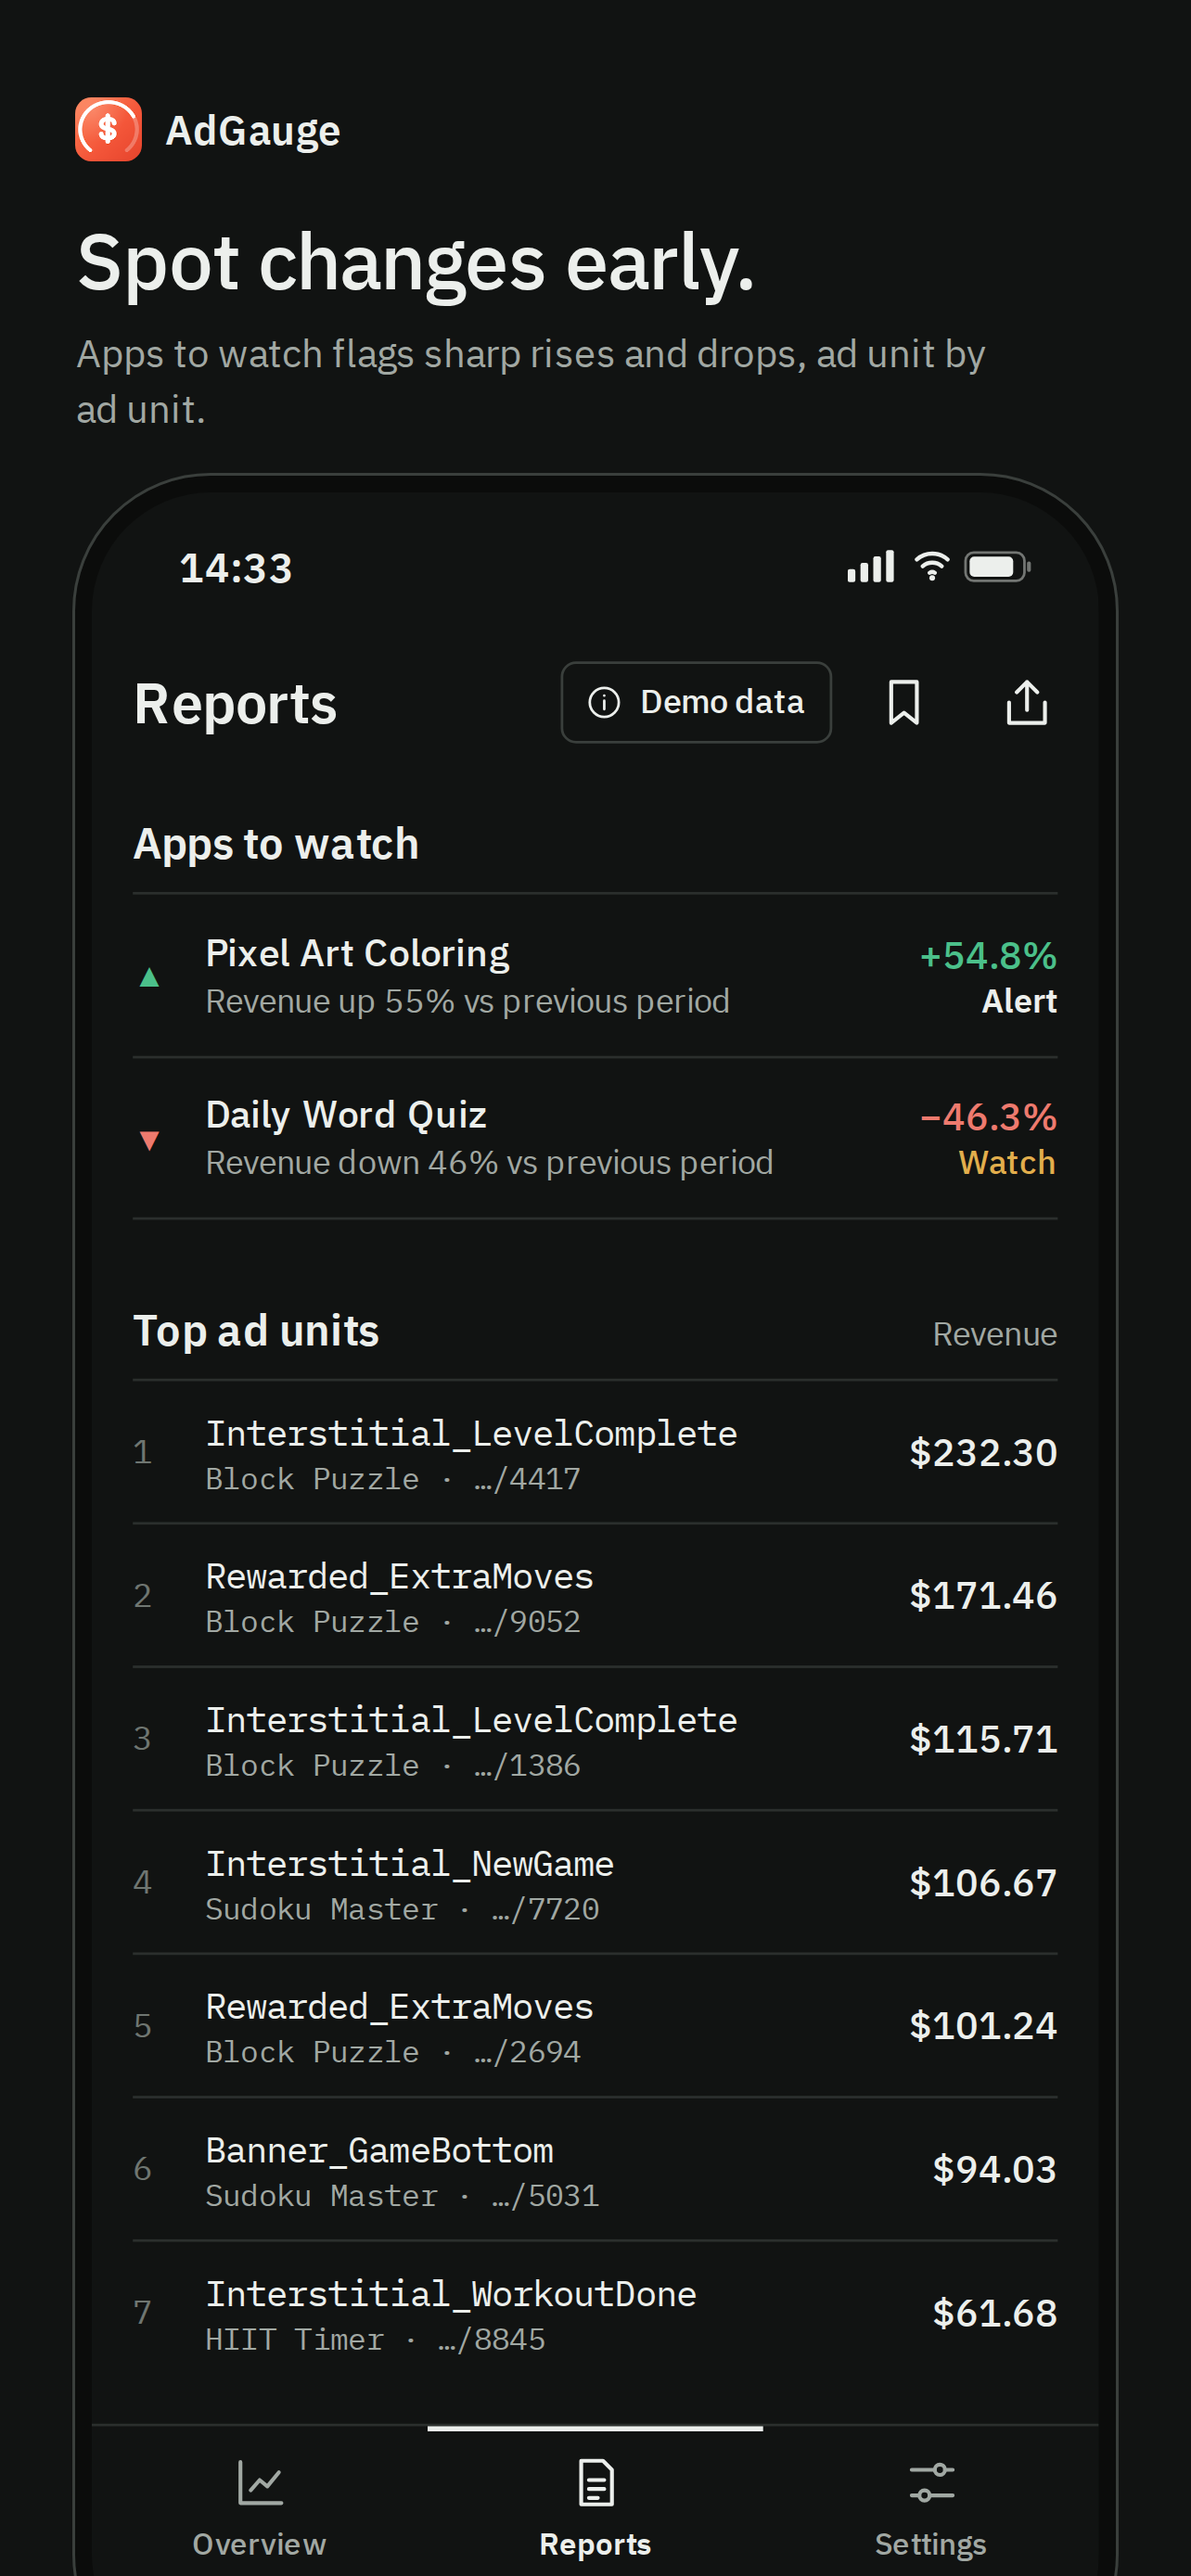 $
AdGauge
Spot changes early.
Apps to watch flags sharp rises and drops, ad unit by
ad unit.
14:33
Reports
Demo data
Apps to watch
Pixel Art Coloring
+54.8%
Revenue up 55% vs previous period
Alert
Daily Word Quiz
−46.3%
Revenue down 46% vs previous period
Watch
Top ad units
Revenue
1
Interstitial_LevelComplete
Block Puzzle · …/4417
$232.30
2
Rewarded_ExtraMoves
Block Puzzle · …/9052
$171.46
3
Interstitial_LevelComplete
Block Puzzle · …/1386
$115.71
4
Interstitial_NewGame
Sudoku Master · …/7720
$106.67
5
Rewarded_ExtraMoves
Block Puzzle · …/2694
$101.24
6
Banner_GameBottom
Sudoku Master · …/5031
$94.03
7
Interstitial_WorkoutDone
HIIT Timer · …/8845
$61.68
Overview
Reports
Settings